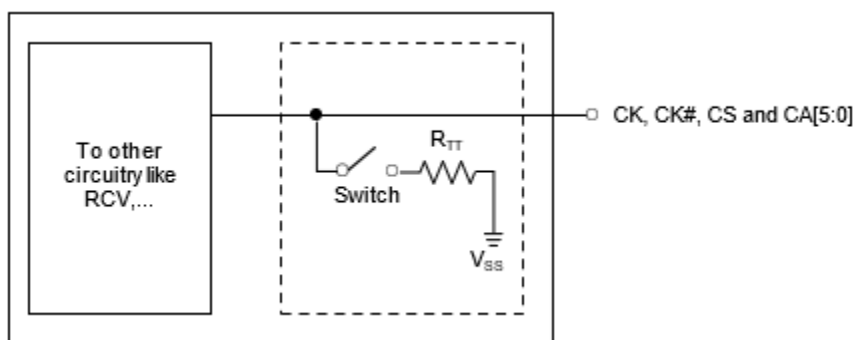 To other
circuitry like
RCV,...
CK, CK#, CS and CA[5:0]
RTT
Switch
VSS